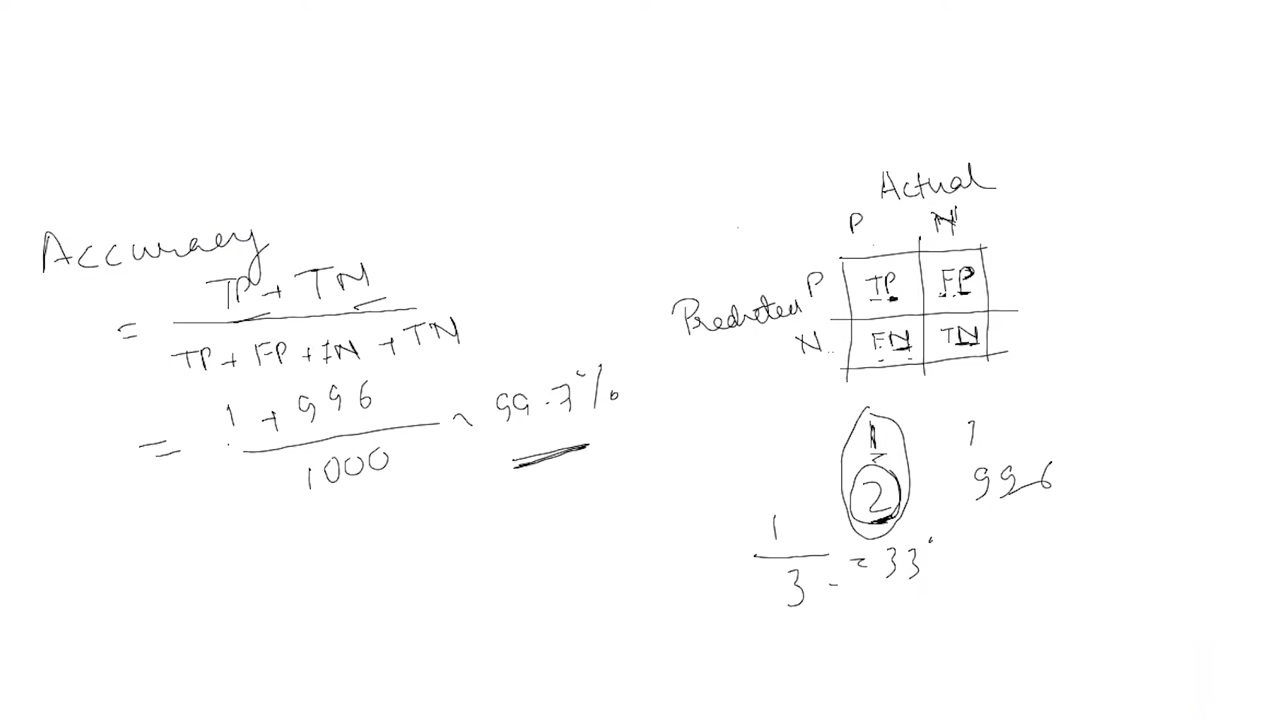 Accuracy
= TP + TN
TP + FP + FN + TN
= 1 + 996
1000
~ 99.7%
Actual
P N
Predicted P TP FP
N FN TN
1 1
2 996
1
3 = 33